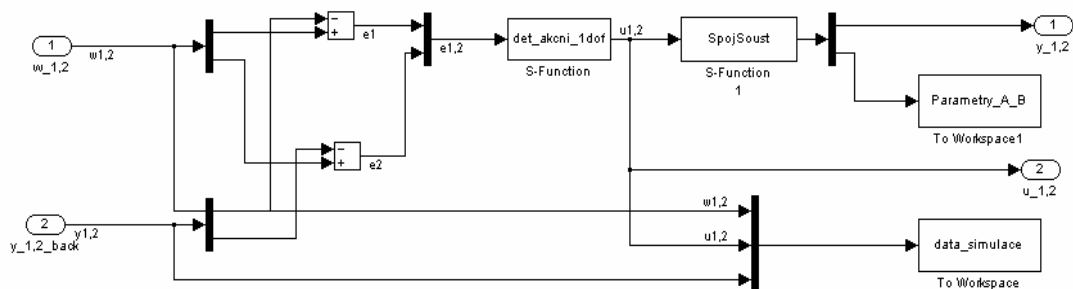 1
w_1,2
w1,2
−
+
e1
e1,2
det_akcni_1dof
S-Function
u1,2
SpojSoust
S-Function
1
1
y_1,2
Parametry_A_B
To Workspace1
−
+
e2
2
u_1,2
2
y_1,2_back
y1,2
w1,2
u1,2
data_simulace
To Workspace